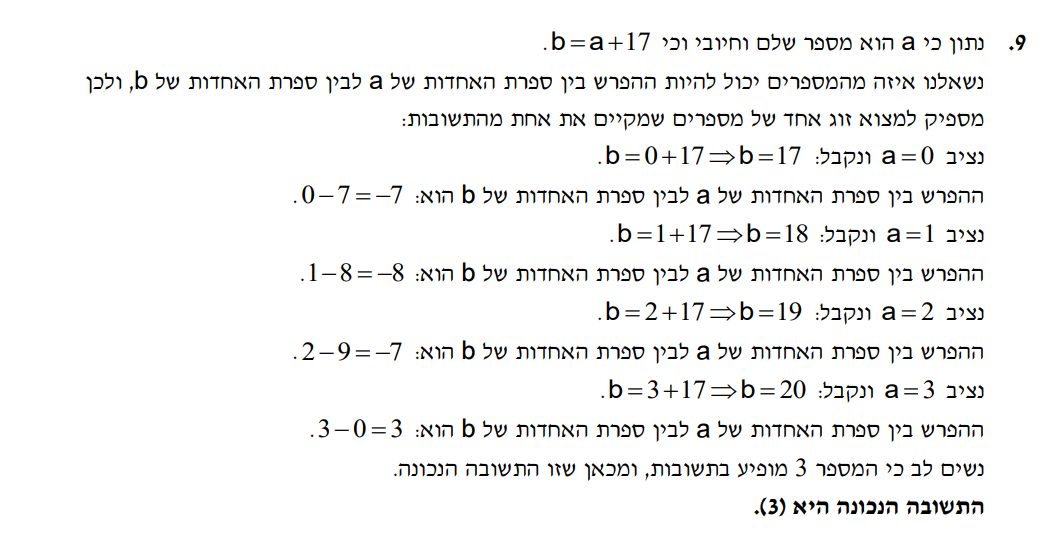 9. נתון כי a הוא מספר שלם וחיובי וכי b=a+17.
נשאלנו איזה מהמספרים יכול להיות ההפרש בין ספרת האחדות של a לבין ספרת האחדות של b, ולכן
מספיק למצוא זוג אחד של מספרים שמקיים את אחת מהתשובות:
נציב a=0 ונקבל: b=0+17⇒b=17.
ההפרש בין ספרת האחדות של a לבין ספרת האחדות של b הוא: 0−7=−7.
נציב a=1 ונקבל: b=1+17⇒b=18.
ההפרש בין ספרת האחדות של a לבין ספרת האחדות של b הוא: 1−8=−8.
נציב a=2 ונקבל: b=2+17⇒b=19.
ההפרש בין ספרת האחדות של a לבין ספרת האחדות של b הוא: 2−9=−7.
נציב a=3 ונקבל: b=3+17⇒b=20.
ההפרש בין ספרת האחדות של a לבין ספרת האחדות של b הוא: 3−0=3.
נשים לב כי המספר 3 מופיע בתשובות, ומכאן שזו התשובה הנכונה.
התשובה הנכונה היא (3).